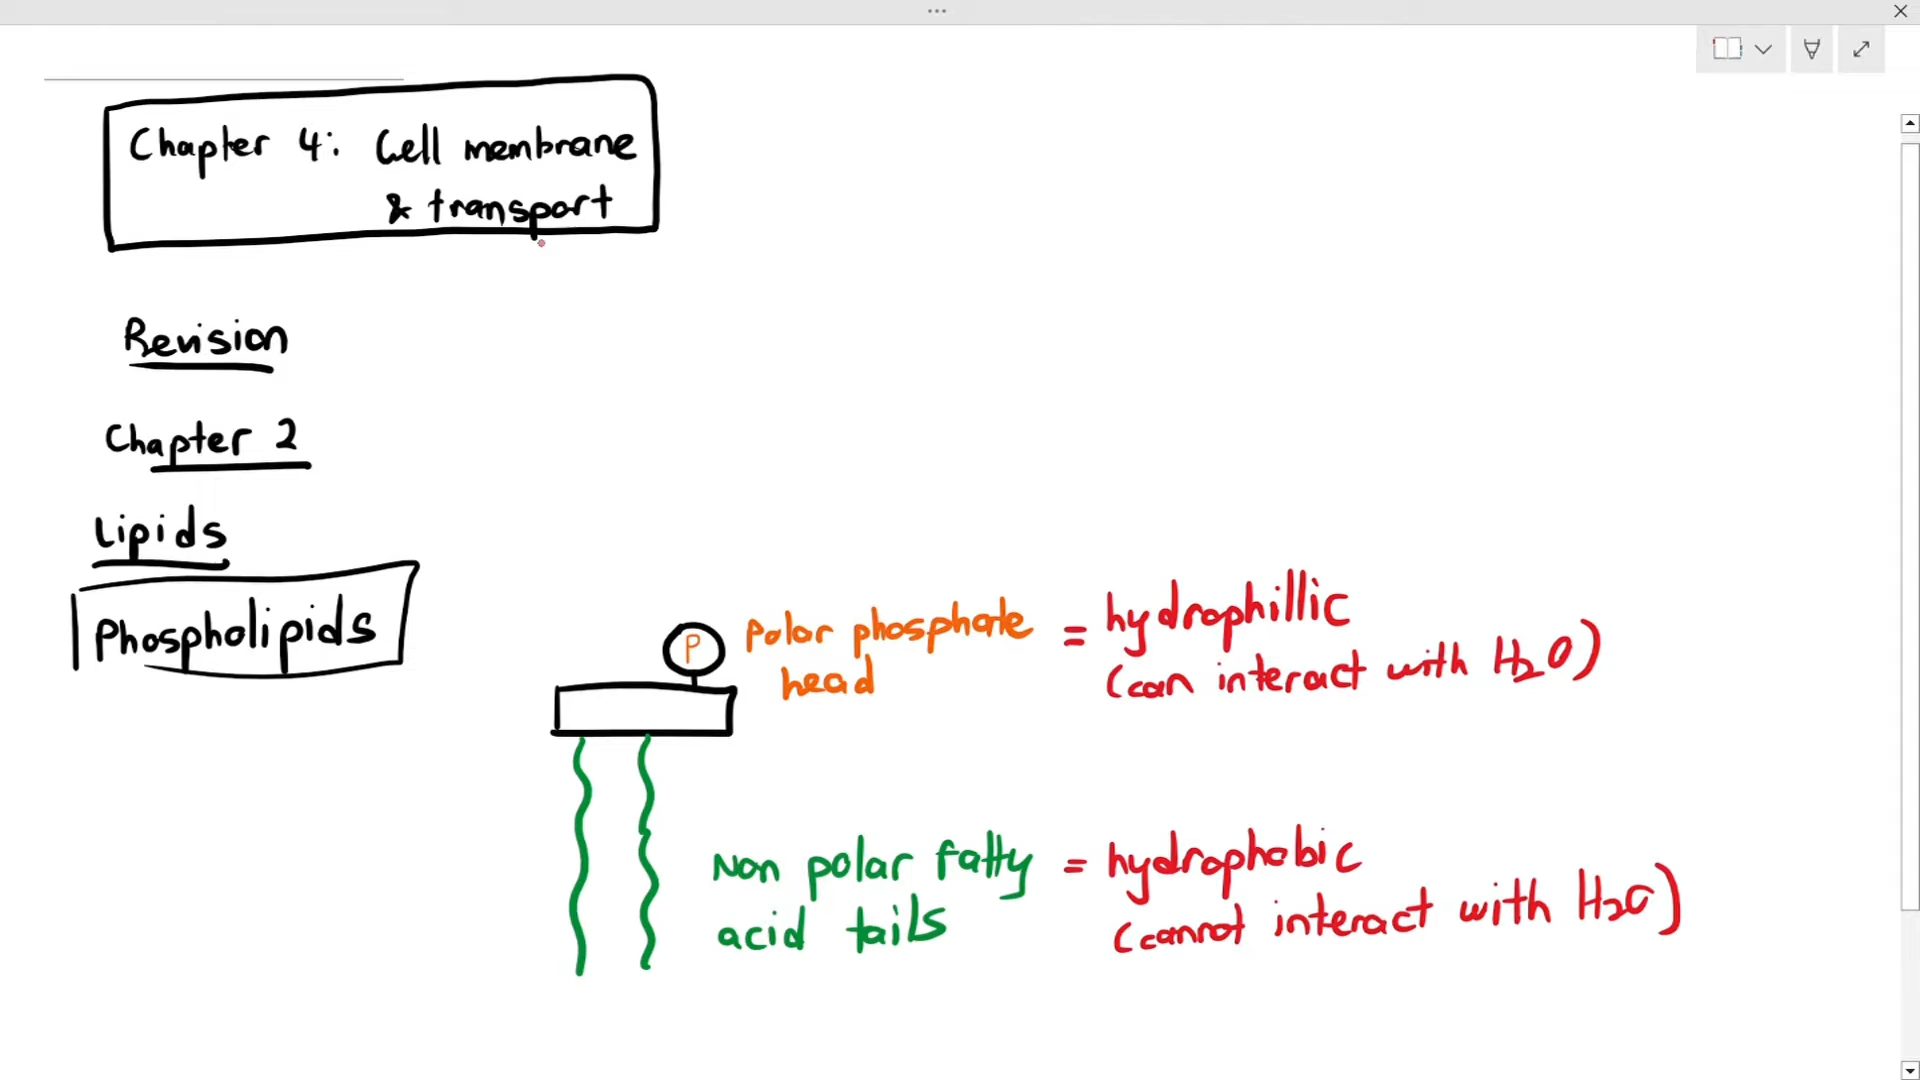 Chapter 4: Cell membrane
& transport
Revision
Chapter 2
Lipids
Phospholipids
P
Polar phosphate
head
= hydrophillic
(can interact with H2O)
Non polar fatty
acid tails
= hydrophobic
(cannot interact with H2O)